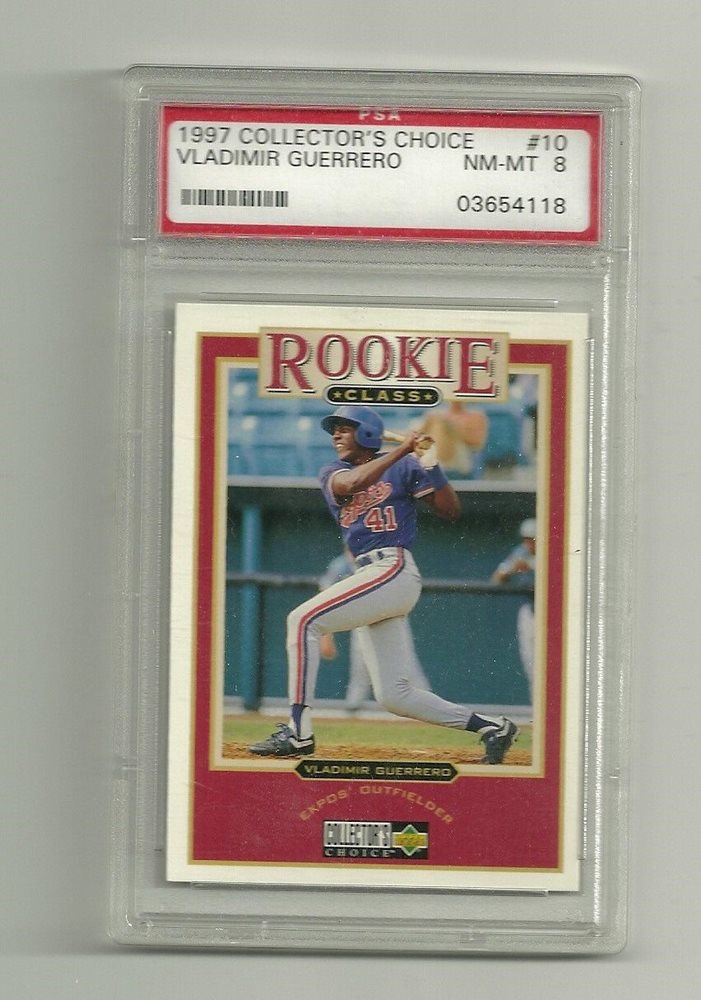 PSA
1997 COLLECTOR'S CHOICE #10
VLADIMIR GUERRERO NM-MT 8
03654118
ROOKIE
★CLASS★
Expos
41
VLADIMIR GUERRERO
EXPOS' OUTFIELDER
COLLECTOR'S
CHOICE